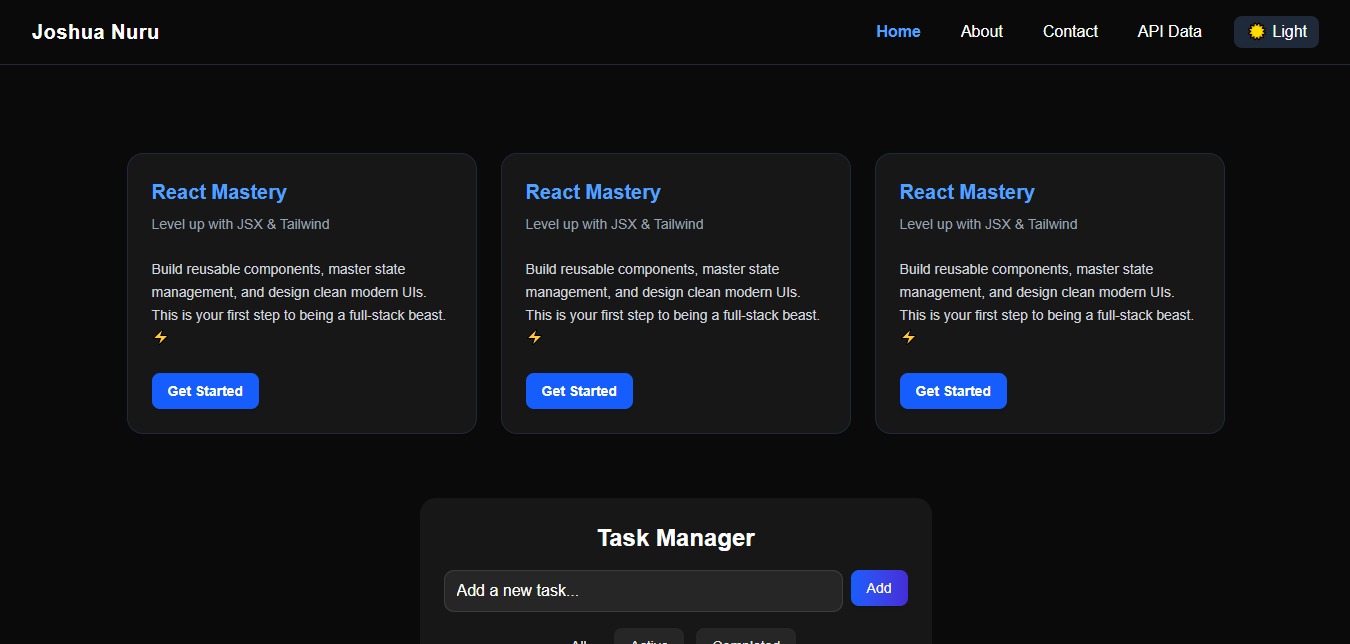 Joshua Nuru
Home About Contact API Data Light
React Mastery
Level up with JSX & Tailwind
Build reusable components, master state
management, and design clean modern UIs.
This is your first step to being a full-stack beast.
⚡
Get Started
React Mastery
Level up with JSX & Tailwind
Build reusable components, master state
management, and design clean modern UIs.
This is your first step to being a full-stack beast.
⚡
Get Started
React Mastery
Level up with JSX & Tailwind
Build reusable components, master state
management, and design clean modern UIs.
This is your first step to being a full-stack beast.
⚡
Get Started
Task Manager
Add a new task...
Add
All Active Completed